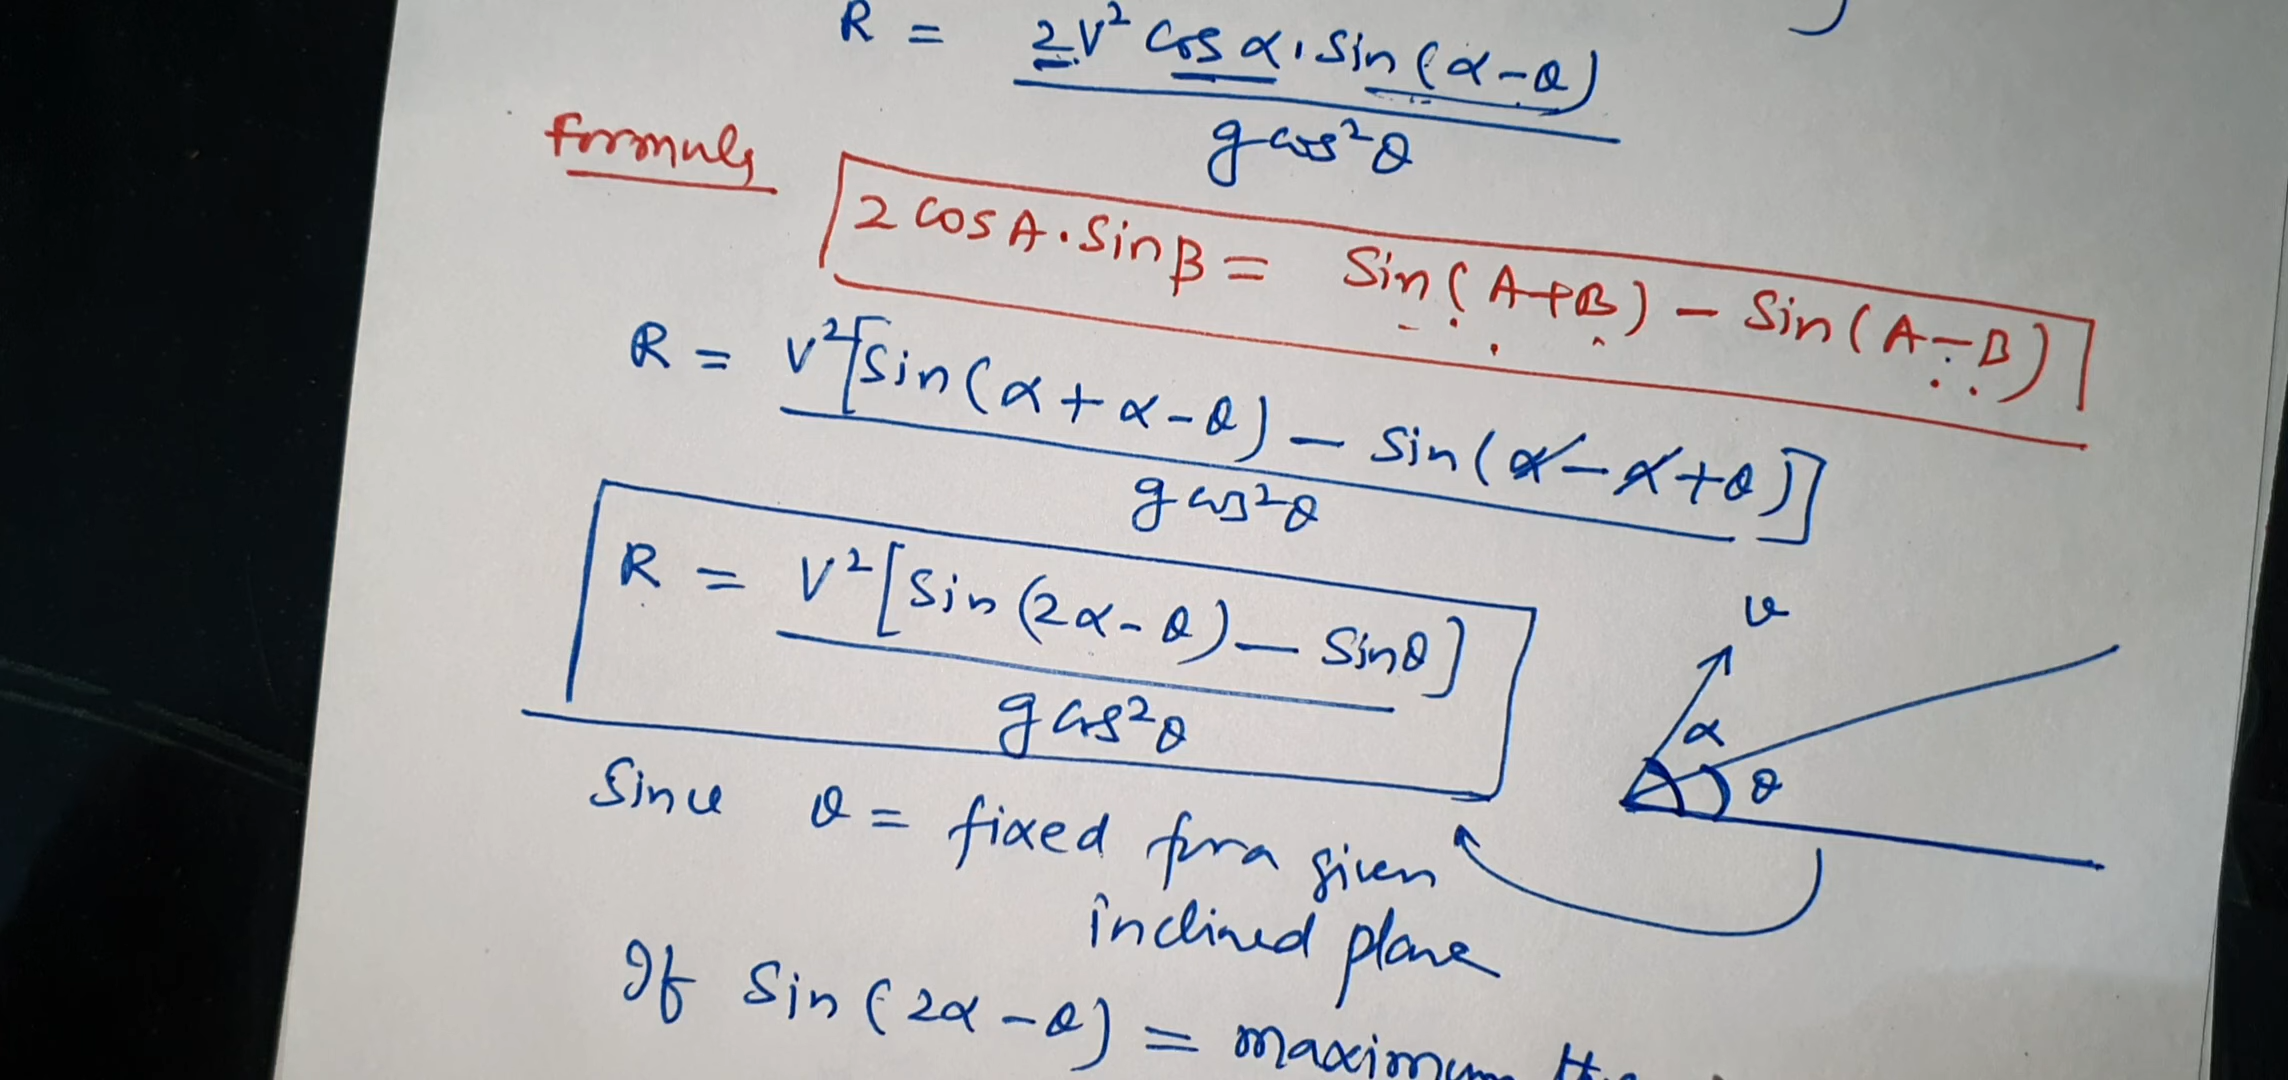 R = 2V² cos α . Sin (α-θ)
g cos²θ
Formula
2 cos A . Sin B = Sin ( A+B ) - Sin ( A-B )
R = V² [Sin ( α + α - θ ) - Sin ( α - α + θ )]
g cos²θ
R = V² [ Sin (2α - θ ) - Sin θ ]
g cos²θ
v
α
θ
Since θ = fixed for a given
inclined plane
If Sin ( 2α - θ ) = maximum